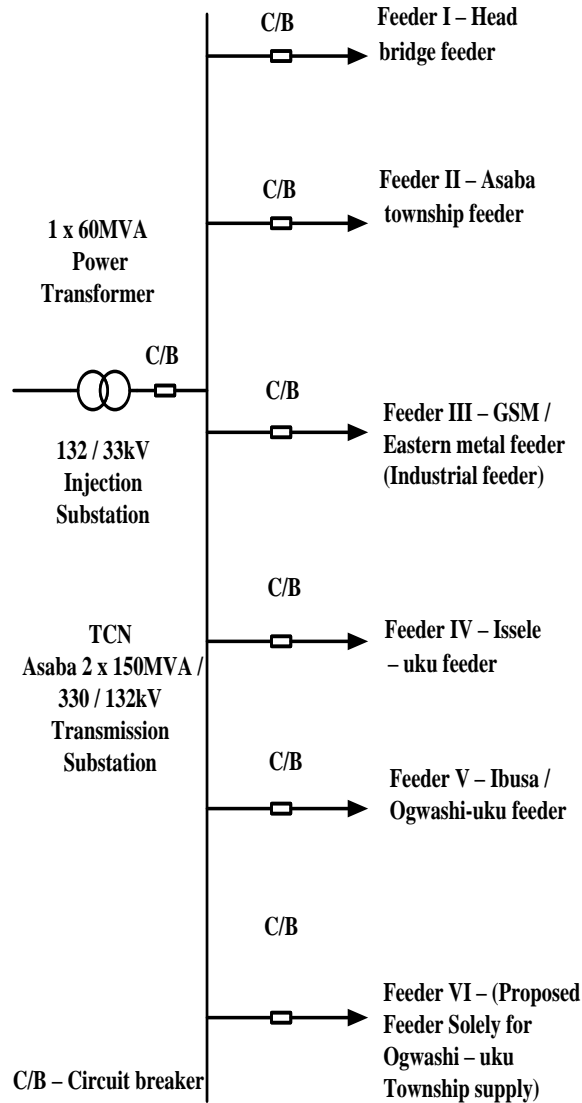 C/B
Feeder I – Head
bridge feeder
C/B
Feeder II – Asaba
township feeder
1 x 60MVA
Power
Transformer
C/B
132 / 33kV
Injection
Substation
C/B
Feeder III – GSM /
Eastern metal feeder
(Industrial feeder)
C/B
Feeder IV – Issele
– uku feeder
TCN
Asaba 2 x 150MVA /
330 / 132kV
Transmission
Substation
C/B
Feeder V – Ibusa /
Ogwashi-uku feeder
C/B
Feeder VI – (Proposed
Feeder Solely for
Ogwashi – uku
Township supply)
C/B – Circuit breaker